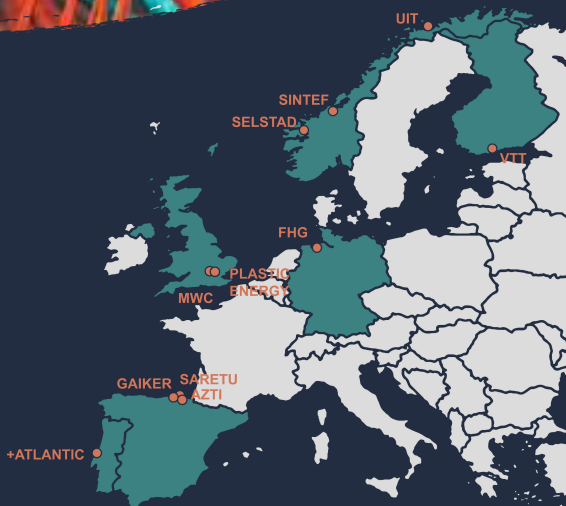 UIT
SINTEF
SELSTAD
VTT
FHG
PLASTIC
ENERGY
MWC
GAIKER
SARETU
AZTI
+ATLANTIC